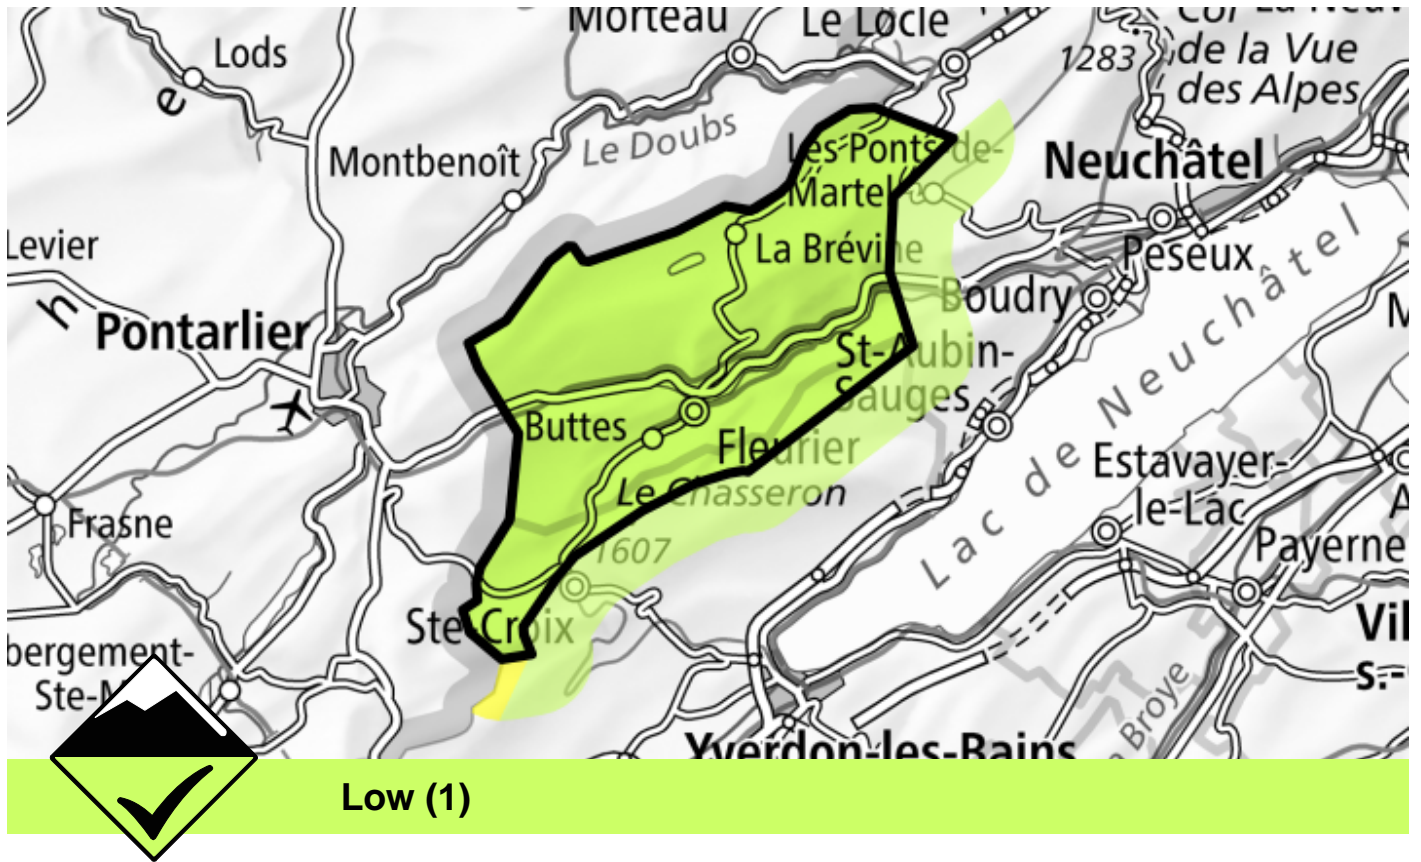 Morteau
Le Locle
Lods
1283
de la Vue
des Alpes
e
Le Doubs
Les Ponts-de-
Martel
Neuchâtel
Montbenoît
Levier
La Brévine
Peseux
h
Boudry
Pontarlier
St-Aubin-
Sauges
Buttes
Fleurier
Lac de Neuchâtel
Estavayer-
le-Lac
Le Chasseron
1607
Frasne
Payerne
Ste-Croix
Vil
s.-
bergement-
Ste-M
Broye
Yverdon-les-Bains
Low (1)